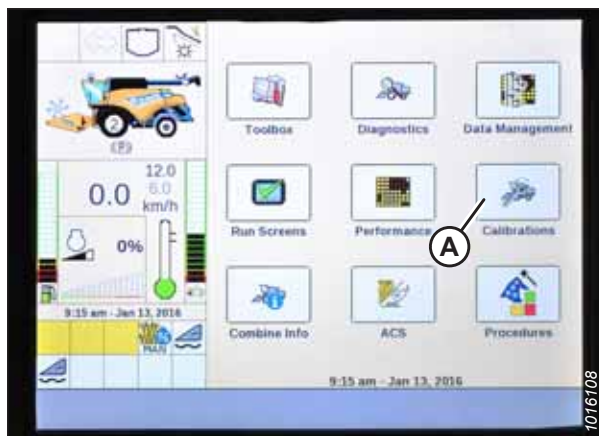 Toolbox
Diagnostics
Data Management
12.0
6.0
0.0
km/h
Run Screens
Performance
A
Calibrations
0%
9:15 am - Jan 13, 2016
Combine Info
ACS
Procedures
MAN
9:15 am - Jan 13, 2016
1016108